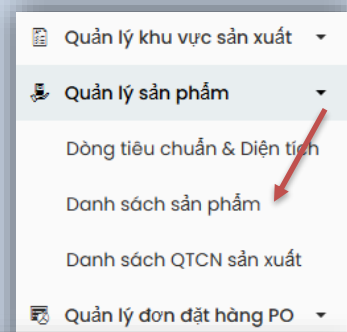 Quản lý khu vực sản xuất
Quản lý sản phẩm
Dòng tiêu chuẩn & Diện tích
Danh sách sản phẩm
Danh sách QTCN sản xuất
Quản lý đơn đặt hàng PO